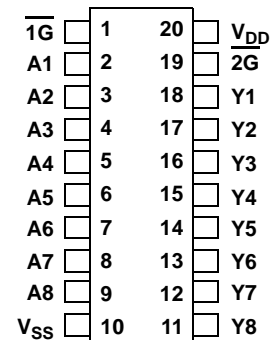 1G 1 20 VDD
A1 2 19 2G
A2 3 18 Y1
A3 4 17 Y2
A4 5 16 Y3
A5 6 15 Y4
A6 7 14 Y5
A7 8 13 Y6
A8 9 12 Y7
VSS 10 11 Y8